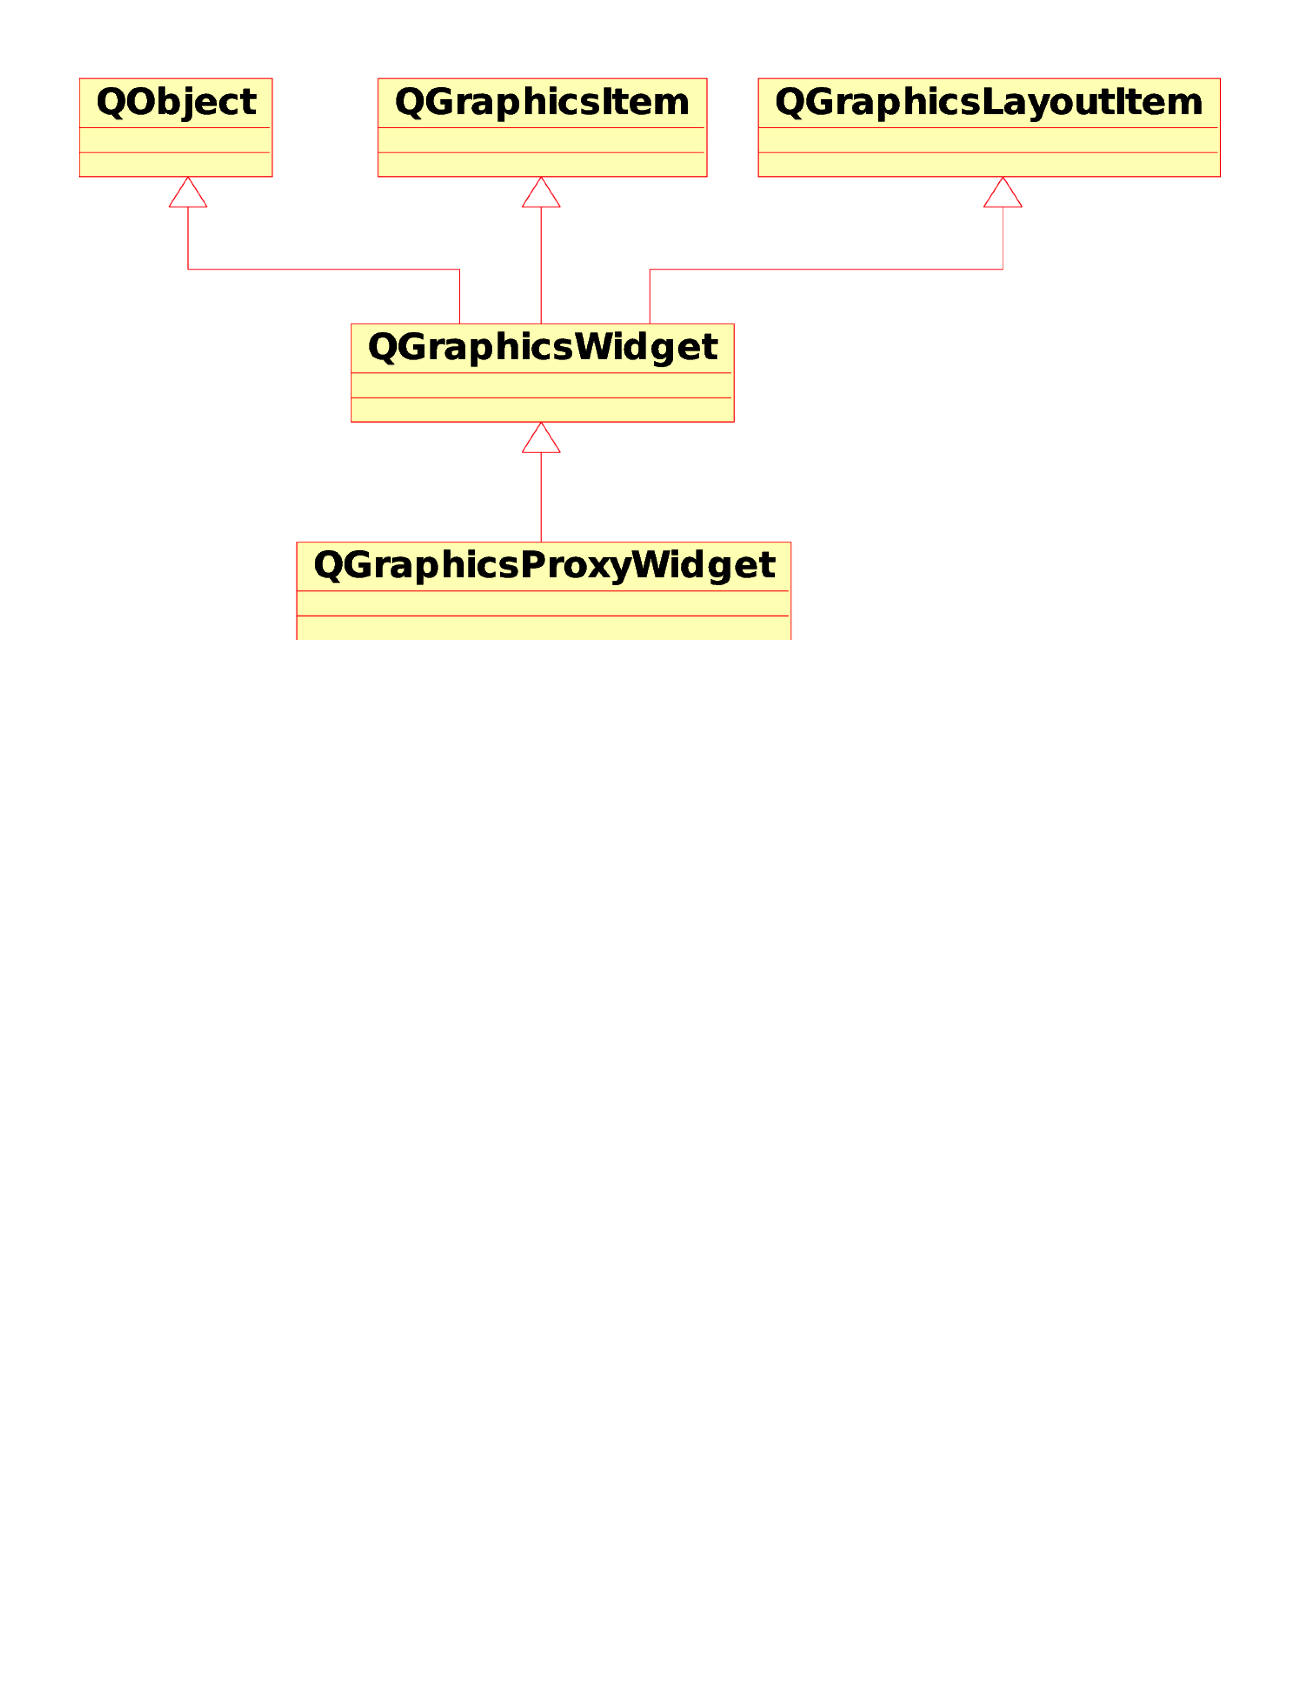 QObject
QGraphicsItem
QGraphicsLayoutItem
QGraphicsWidget
QGraphicsProxyWidget